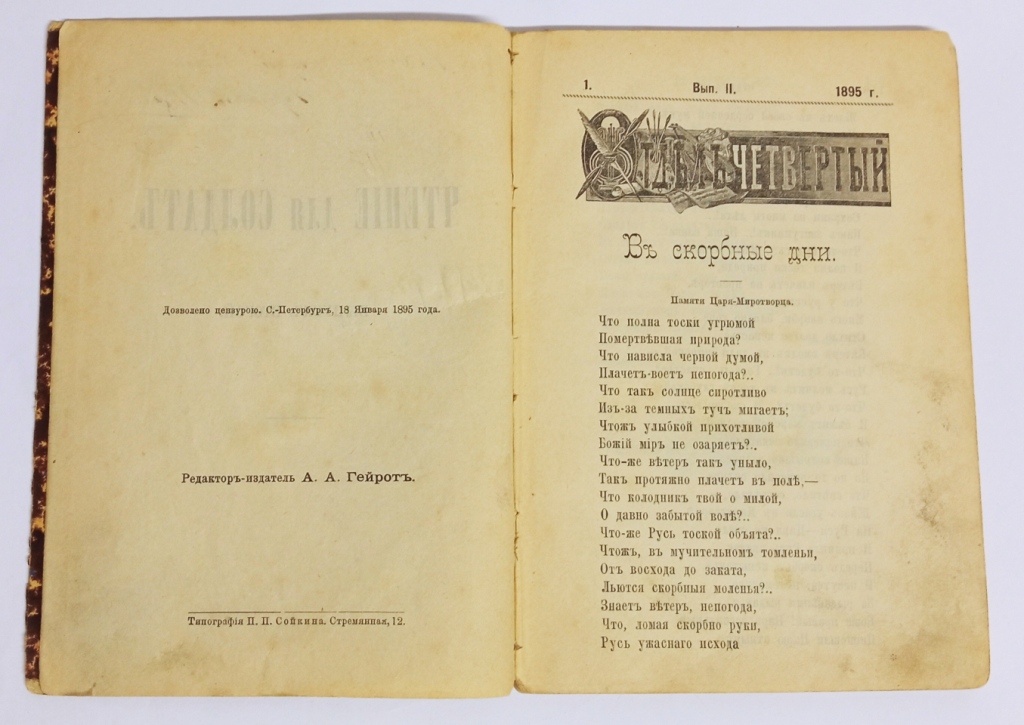 Дозволено цензурою. С.-Петербургъ, 18 Января 1895 года.
Редакторъ-издатель А. А. Гейротъ.
Типографія П. П. Сойкина. Стремянная, 12.
1. Вып. II. 1895 г.
ОТДѢЛЪ ЧЕТВЕРТЫЙ
Въ скорбные дни.
Памяти Царя-Миротворца.
Что полна тоски угрюмой
Помертвѣвшая природа?
Что нависла черной думой,
Плачетъ-воетъ непогода?..
Что такъ солнце сиротливо
Изъ-за темныхъ тучъ мигаетъ;
Чтожъ улыбкой прихотливой
Божій міръ не озаряетъ?..
Что-же вѣтеръ такъ уныло,
Такъ протяжно плачетъ въ полѣ,—
Что колодникъ твой о милой,
О давно забытой волѣ?..
Что-же Русь тоской объята?..
Чтожъ, въ мучительномъ томленьи,
Отъ восхода до заката,
Льются скорбныя моленья?..
Знаетъ вѣтеръ, непогода,
Что, ломая скорбно руки,
Русь ужаснаго исхода
ЧТЕНІЕ для СОЛДАТЪ